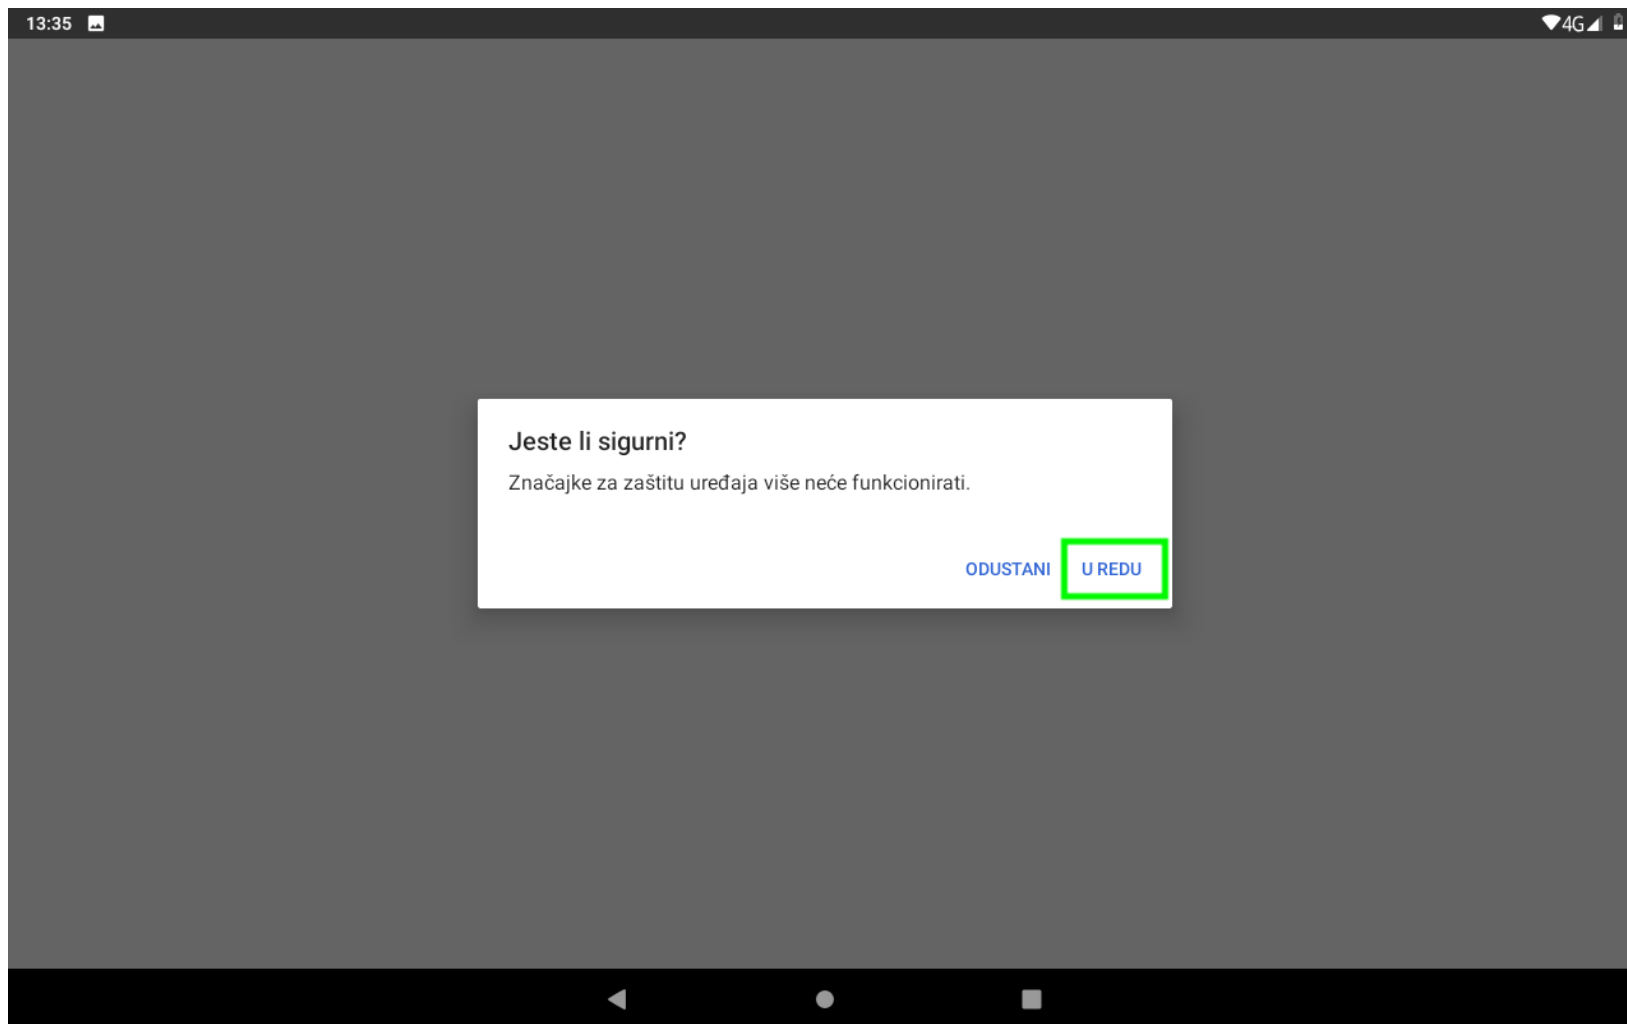 13:35
4G
Jeste li sigurni?
Značajke za zaštitu uređaja više neće funkcionirati.
ODUSTANI U REDU